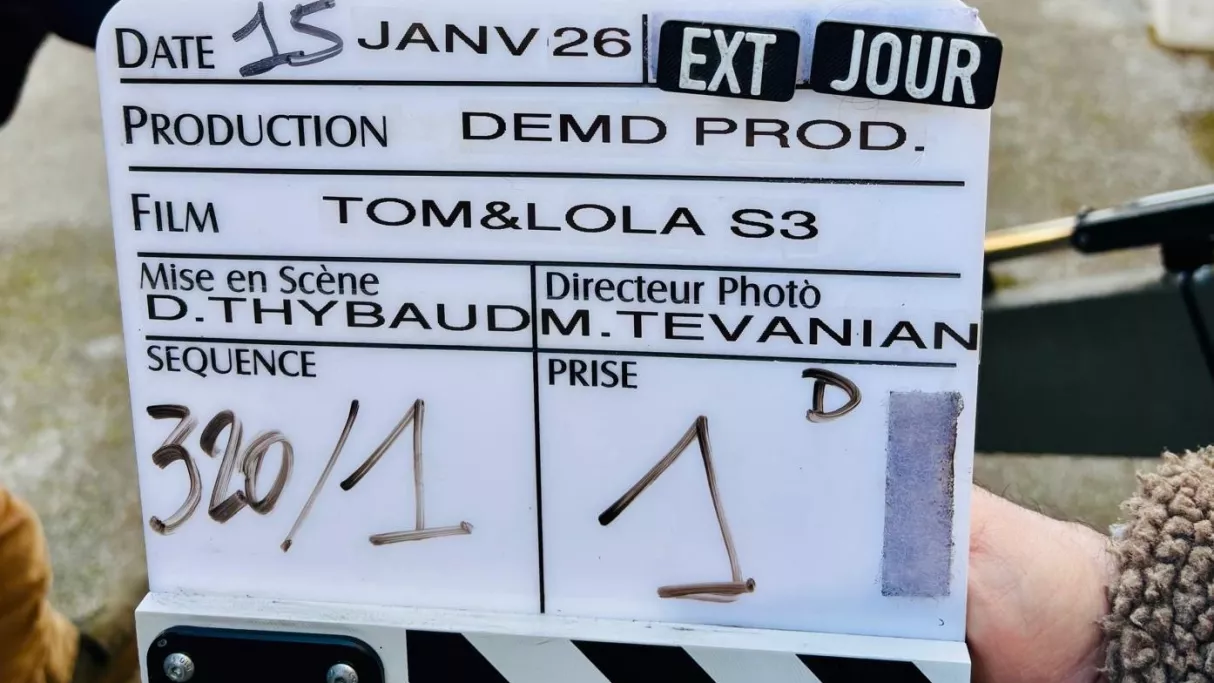 DATE 15 JANV 26 EXT JOUR
PRODUCTION DEMD PROD.
FILM TOM&LOLA S3
Mise en Scène Directeur Photò
D.THYBAUD M.TEVANIAN
SEQUENCE PRISE D
320/1 1